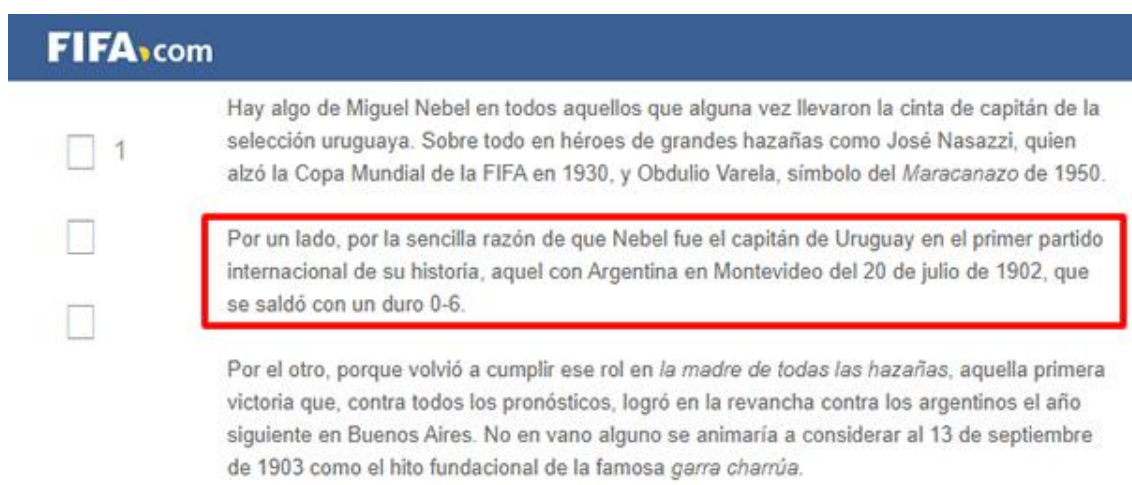 FIFA.com
Hay algo de Miguel Nebel en todos aquellos que alguna vez llevaron la cinta de capitán de la
1
selección uruguaya. Sobre todo en héroes de grandes hazañas como José Nasazzi, quien
alzó la Copa Mundial de la FIFA en 1930, y Obdulio Varela, símbolo del Maracanazo de 1950.
Por un lado, por la sencilla razón de que Nebel fue el capitán de Uruguay en el primer partido
internacional de su historia, aquel con Argentina en Montevideo del 20 de julio de 1902, que
se saldó con un duro 0-6.
Por el otro, porque volvió a cumplir ese rol en la madre de todas las hazañas, aquella primera
victoria que, contra todos los pronósticos, logró en la revancha contra los argentinos el año
siguiente en Buenos Aires. No en vano alguno se animaría a considerar al 13 de septiembre
de 1903 como el hito fundacional de la famosa garra charrúa.